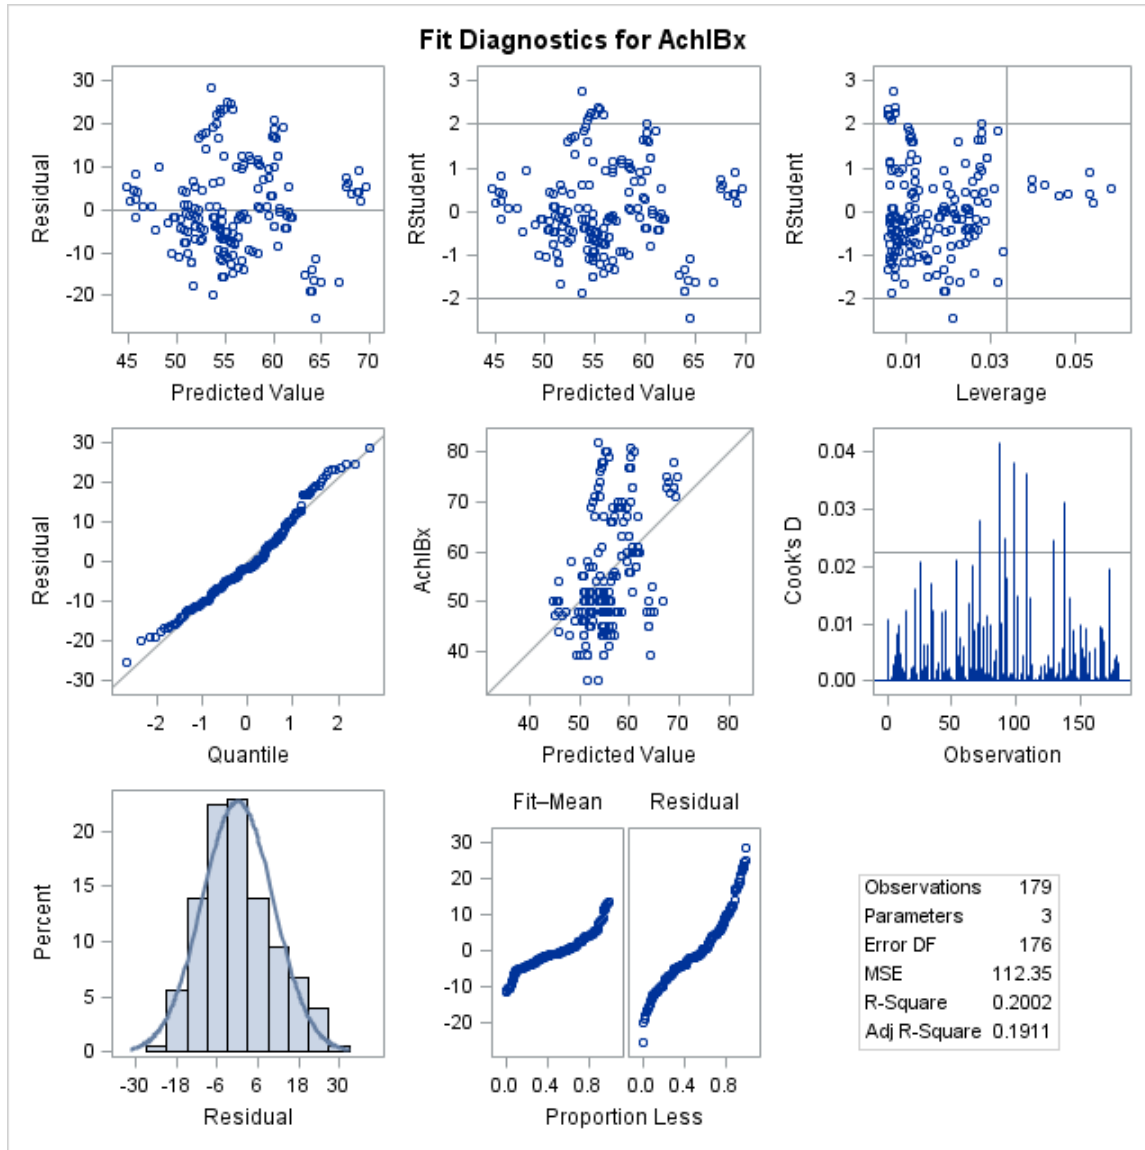 Fit Diagnostics for AchIBx
30
20
10
0
-10
-20
Residual
45 50 55 60 65 70
Predicted Value
3
2
1
0
-1
-2
RStudent
45 50 55 60 65 70
Predicted Value
3
2
1
0
-1
-2
RStudent
0.01 0.03 0.05
Leverage
30
20
10
0
-10
-20
-30
Residual
-2 -1 0 1 2
Quantile
80
70
60
50
40
AchIBx
40 50 60 70 80
Predicted Value
0.04
0.03
0.02
0.01
0.00
Cook's D
0 50 100 150
Observation
20
15
10
5
0
Percent
-30 -18 -6 6 18 30
Residual
Fit–Mean Residual
30
20
10
0
-10
-20
0.0 0.4 0.8 0.0 0.4 0.8
Proportion Less
Observations 179
Parameters 3
Error DF 176
MSE 112.35
R-Square 0.2002
Adj R-Square 0.1911